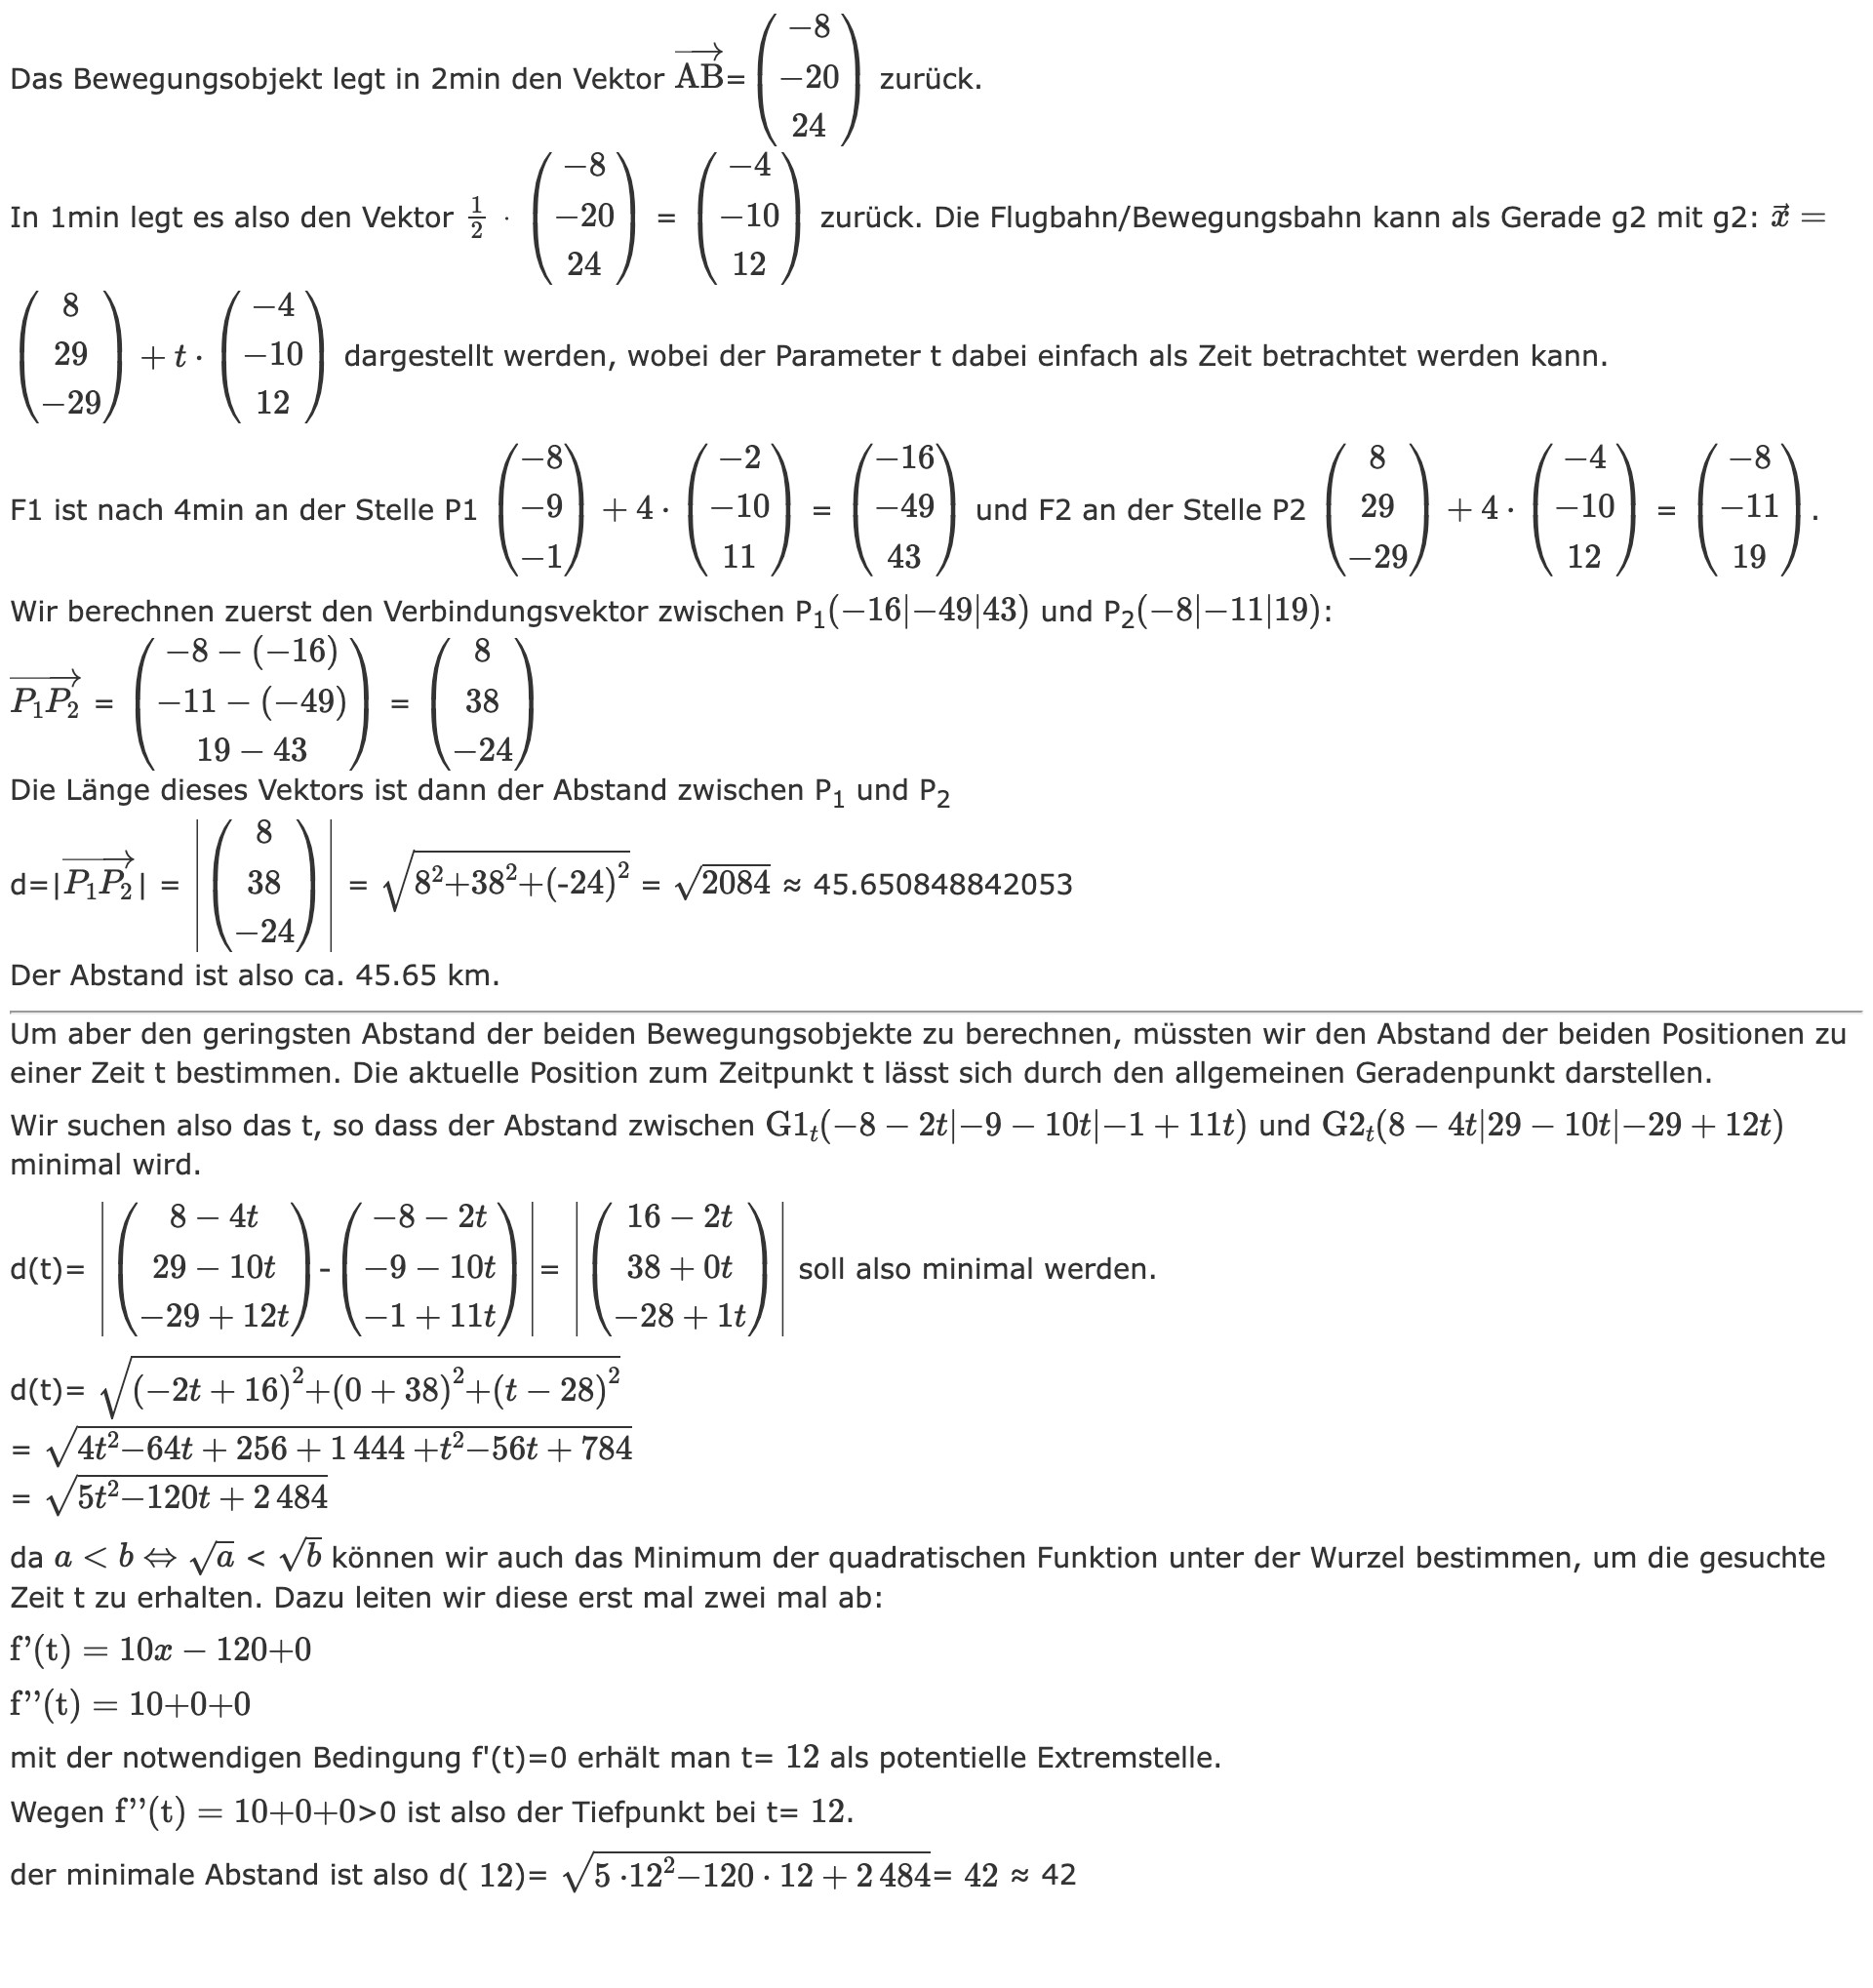 Das Bewegungsobjekt legt in 2min den Vektor $\overrightarrow{AB}$= $\begin{pmatrix} -8 \\ -20 \\ 24 \end{pmatrix}$ zurück.
In 1min legt es also den Vektor $\frac{1}{2} \cdot \begin{pmatrix} -8 \\ -20 \\ 24 \end{pmatrix}$ = $\begin{pmatrix} -4 \\ -10 \\ 12 \end{pmatrix}$ zurück. Die Flugbahn/Bewegungsbahn kann als Gerade g2 mit g2: $\vec{x} =$
$\begin{pmatrix} 8 \\ 29 \\ -29 \end{pmatrix} + t \cdot \begin{pmatrix} -4 \\ -10 \\ 12 \end{pmatrix}$ dargestellt werden, wobei der Parameter t dabei einfach als Zeit betrachtet werden kann.
F1 ist nach 4min an der Stelle P1 $\begin{pmatrix} -8 \\ -9 \\ -1 \end{pmatrix} + 4 \cdot \begin{pmatrix} -2 \\ -10 \\ 11 \end{pmatrix}$ = $\begin{pmatrix} -16 \\ -49 \\ 43 \end{pmatrix}$ und F2 an der Stelle P2 $\begin{pmatrix} 8 \\ 29 \\ -29 \end{pmatrix} + 4 \cdot \begin{pmatrix} -4 \\ -10 \\ 12 \end{pmatrix}$ = $\begin{pmatrix} -8 \\ -11 \\ 19 \end{pmatrix}$.
Wir berechnen zuerst den Verbindungsvektor zwischen P₁$(-16|-49|43)$ und P₂$(-8|-11|19)$:
$\overrightarrow{P_1P_2}$ = $\begin{pmatrix} -8-(-16) \\ -11-(-49) \\ 19-43 \end{pmatrix}$ = $\begin{pmatrix} 8 \\ 38 \\ -24 \end{pmatrix}$
Die Länge dieses Vektors ist dann der Abstand zwischen P₁ und P₂
d=|$\overrightarrow{P_1P_2}$| = $\left| \begin{pmatrix} 8 \\ 38 \\ -24 \end{pmatrix} \right|$ = $\sqrt{8^2+38^2+(-24)^2}$ = $\sqrt{2084}$ ≈ 45.650848842053
Der Abstand ist also ca. 45.65 km.
Um aber den geringsten Abstand der beiden Bewegungsobjekte zu berechnen, müssten wir den Abstand der beiden Positionen zu
einer Zeit t bestimmen. Die aktuelle Position zum Zeitpunkt t lässt sich durch den allgemeinen Geradenpunkt darstellen.
Wir suchen also das t, so dass der Abstand zwischen $G1_t(-8-2t|-9-10t|-1+11t)$ und $G2_t(8-4t|29-10t|-29+12t)$
minimal wird.
d(t)= $\left| \begin{pmatrix} 8-4t \\ 29-10t \\ -29+12t \end{pmatrix} - \begin{pmatrix} -8-2t \\ -9-10t \\ -1+11t \end{pmatrix} \right|$= $\left| \begin{pmatrix} 16-2t \\ 38+0t \\ -28+1t \end{pmatrix} \right|$ soll also minimal werden.
d(t)= $\sqrt{(-2t+16)^2+(0+38)^2+(t-28)^2}$
= $\sqrt{4t^2-64t+256+1\,444+t^2-56t+784}$
= $\sqrt{5t^2-120t+2\,484}$
da $a < b \Leftrightarrow \sqrt{a} < \sqrt{b}$ können wir auch das Minimum der quadratischen Funktion unter der Wurzel bestimmen, um die gesuchte
Zeit t zu erhalten. Dazu leiten wir diese erst mal zwei mal ab:
f’(t) = $10x - 120+0$
f’’(t) = 10+0+0
mit der notwendigen Bedingung f'(t)=0 erhält man t= 12 als potentielle Extremstelle.
Wegen f’’(t) = 10+0+0>0 ist also der Tiefpunkt bei t= 12.
der minimale Abstand ist also d( 12)= $\sqrt{5 \cdot 12^2-120 \cdot 12+2\,484}$= 42 ≈ 42